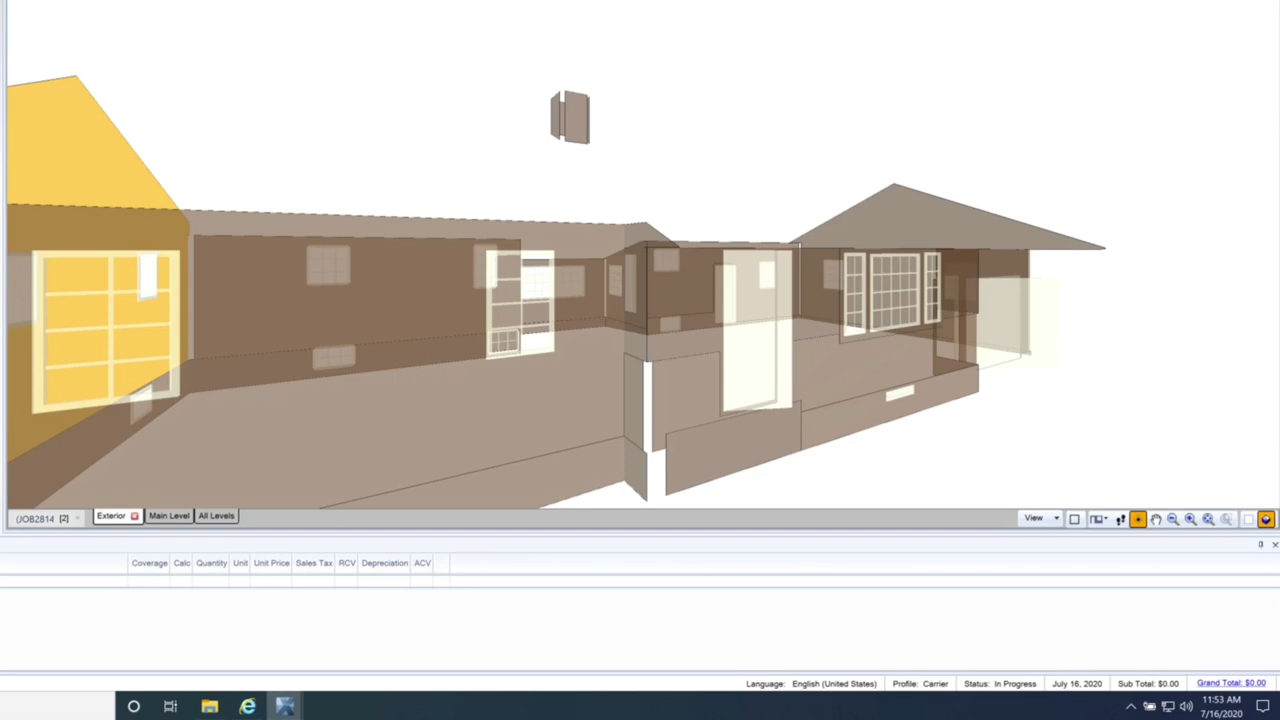 (JOB2814 [2]
Exterior
Main Level
All Levels
View
Coverage Calc Quantity Unit Unit Price Sales Tax RCV Depreciation ACV
Language: English (United States) Profile: Carrier Status: In Progress July 16, 2020 Sub Total: $0.00 Grand Total: $0.00
11:53 AM
7/16/2020